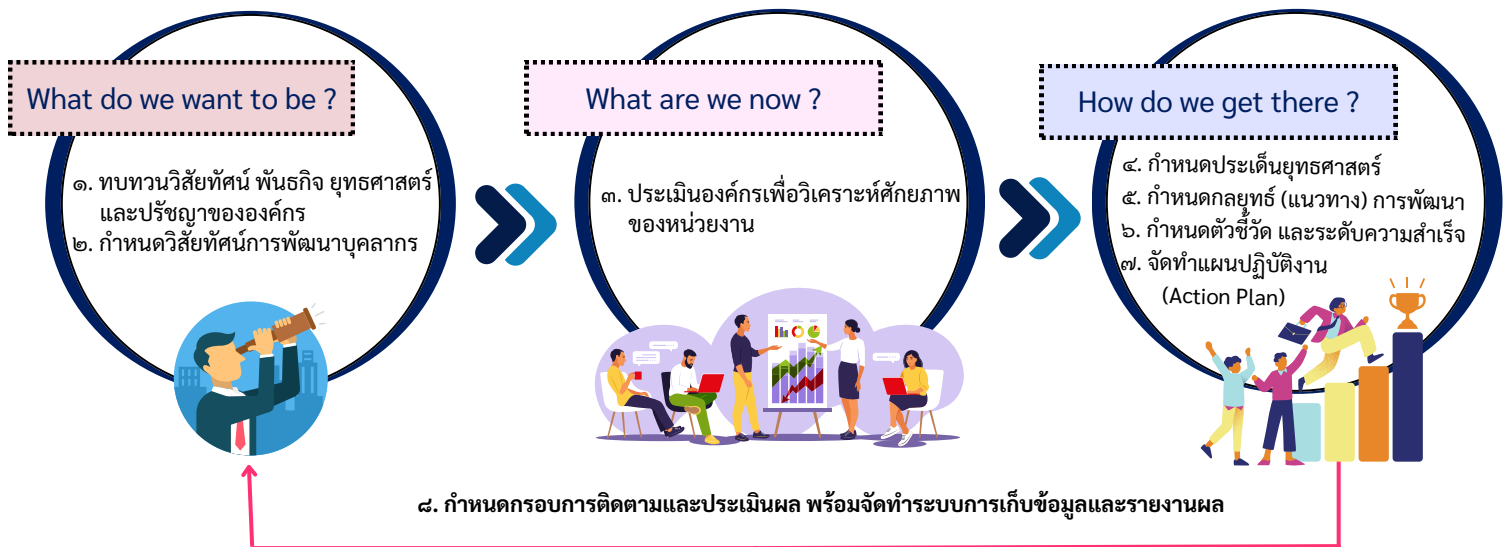 What do we want to be ?
๑. ทบทวนวิสัยทัศน์ พันธกิจ ยุทธศาสตร์
และปรัชญาขององค์กร
๒. กำหนดวิสัยทัศน์การพัฒนาบุคลากร
What are we now ?
๓. ประเมินองค์กรเพื่อวิเคราะห์ศักยภาพ
ของหน่วยงาน
How do we get there ?
๔. กำหนดประเด็นยุทธศาสตร์
๕. กำหนดกลยุทธ์ (แนวทาง) การพัฒนา
๖. กำหนดตัวชี้วัด และระดับความสำเร็จ
๗. จัดทำแผนปฏิบัติงาน
(Action Plan)
๘. กำหนดกรอบการติดตามและประเมินผล พร้อมจัดทำระบบการเก็บข้อมูลและรายงานผล